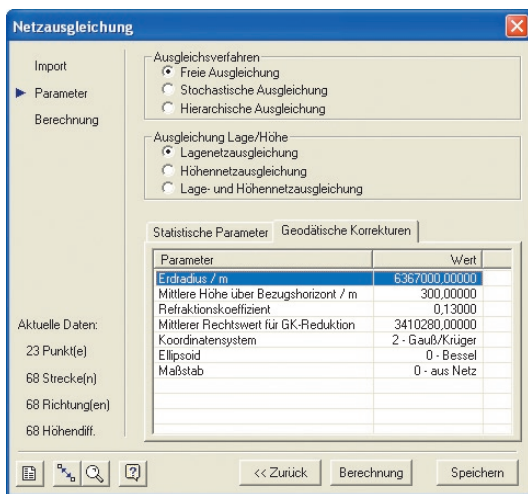 Netzausgleichung
Import
Parameter
Berechnung
Ausgleichsverfahren
Freie Ausgleichung
Stochastische Ausgleichung
Hierarchische Ausgleichung
Ausgleichung Lage/Höhe
Lagenetzausgleichung
Höhennetzausgleichung
Lage- und Höhennetzausgleichung
Statistische Parameter Geodätische Korrekturen
Parameter Wert
Erdradius / m 6367000,00000
Mittlere Höhe über Bezugshorizont / m 300,00000
Refraktionskoeffizient 0,13000
Mittlerer Rechtswert für GK-Reduktion 3410280,00000
Koordinatensystem 2 - Gauß/Krüger
Ellipsoid 0 - Bessel
Maßstab 0 - aus Netz
Aktuelle Daten:
23 Punkt(e)
68 Strecke(n)
68 Richtung(en)
68 Höhendiff.
<< Zurück Berechnung Speichern